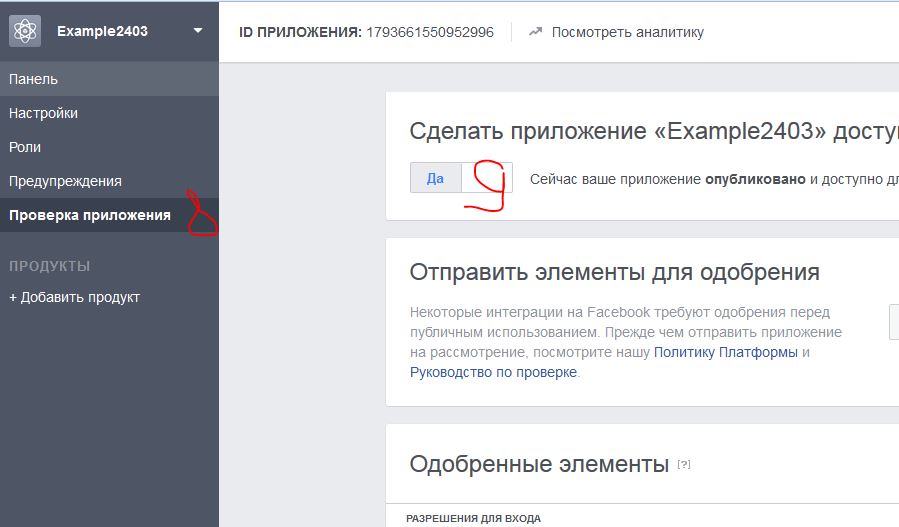 Example2403
ID ПРИЛОЖЕНИЯ: 1793661550952996
Посмотреть аналитику
Панель
Настройки
Роли
Предупреждения
Проверка приложения
8
ПРОДУКТЫ
+ Добавить продукт
Сделать приложение «Example2403» досту
Да
9
Сейчас ваше приложение опубликовано и доступно дл
Отправить элементы для одобрения
Некоторые интеграции на Facebook требуют одобрения перед
публичным использованием. Прежде чем отправить приложение
на рассмотрение, посмотрите нашу Политику Платформы и
Руководство по проверке.
Одобренные элементы [?]
РАЗРЕШЕНИЯ ДЛЯ ВХОДА